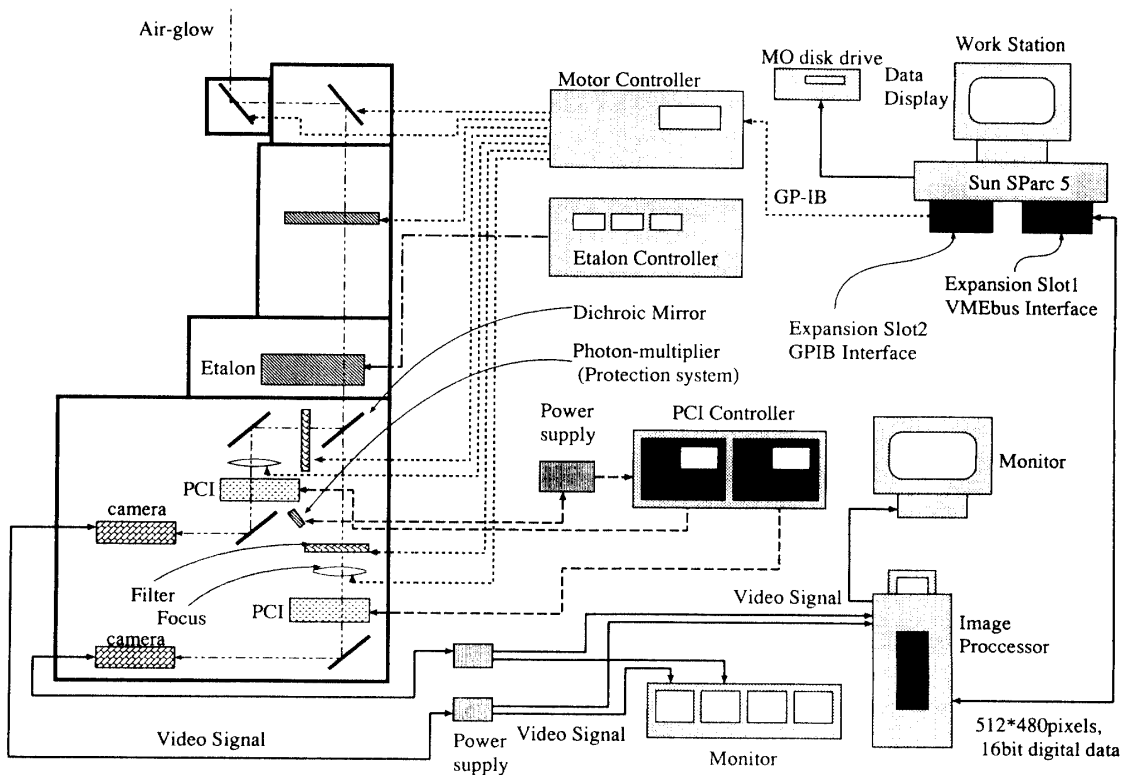 Air-glow
Work Station
MO disk drive
Data
Display
Motor Controller
Sun SParc 5
GP-IB
Etalon Controller
Expansion Slot1
VMEbus Interface
Expansion Slot2
GPIB Interface
Dichroic Mirror
Etalon
Photon-multiplier
(Protection system)
Power
supply
PCI Controller
Monitor
PCI
camera
Filter
Focus
PCI
camera
Video Signal
Image
Proccessor
512*480pixels,
16bit digital data
Video Signal
Power
supply
Video Signal
Monitor